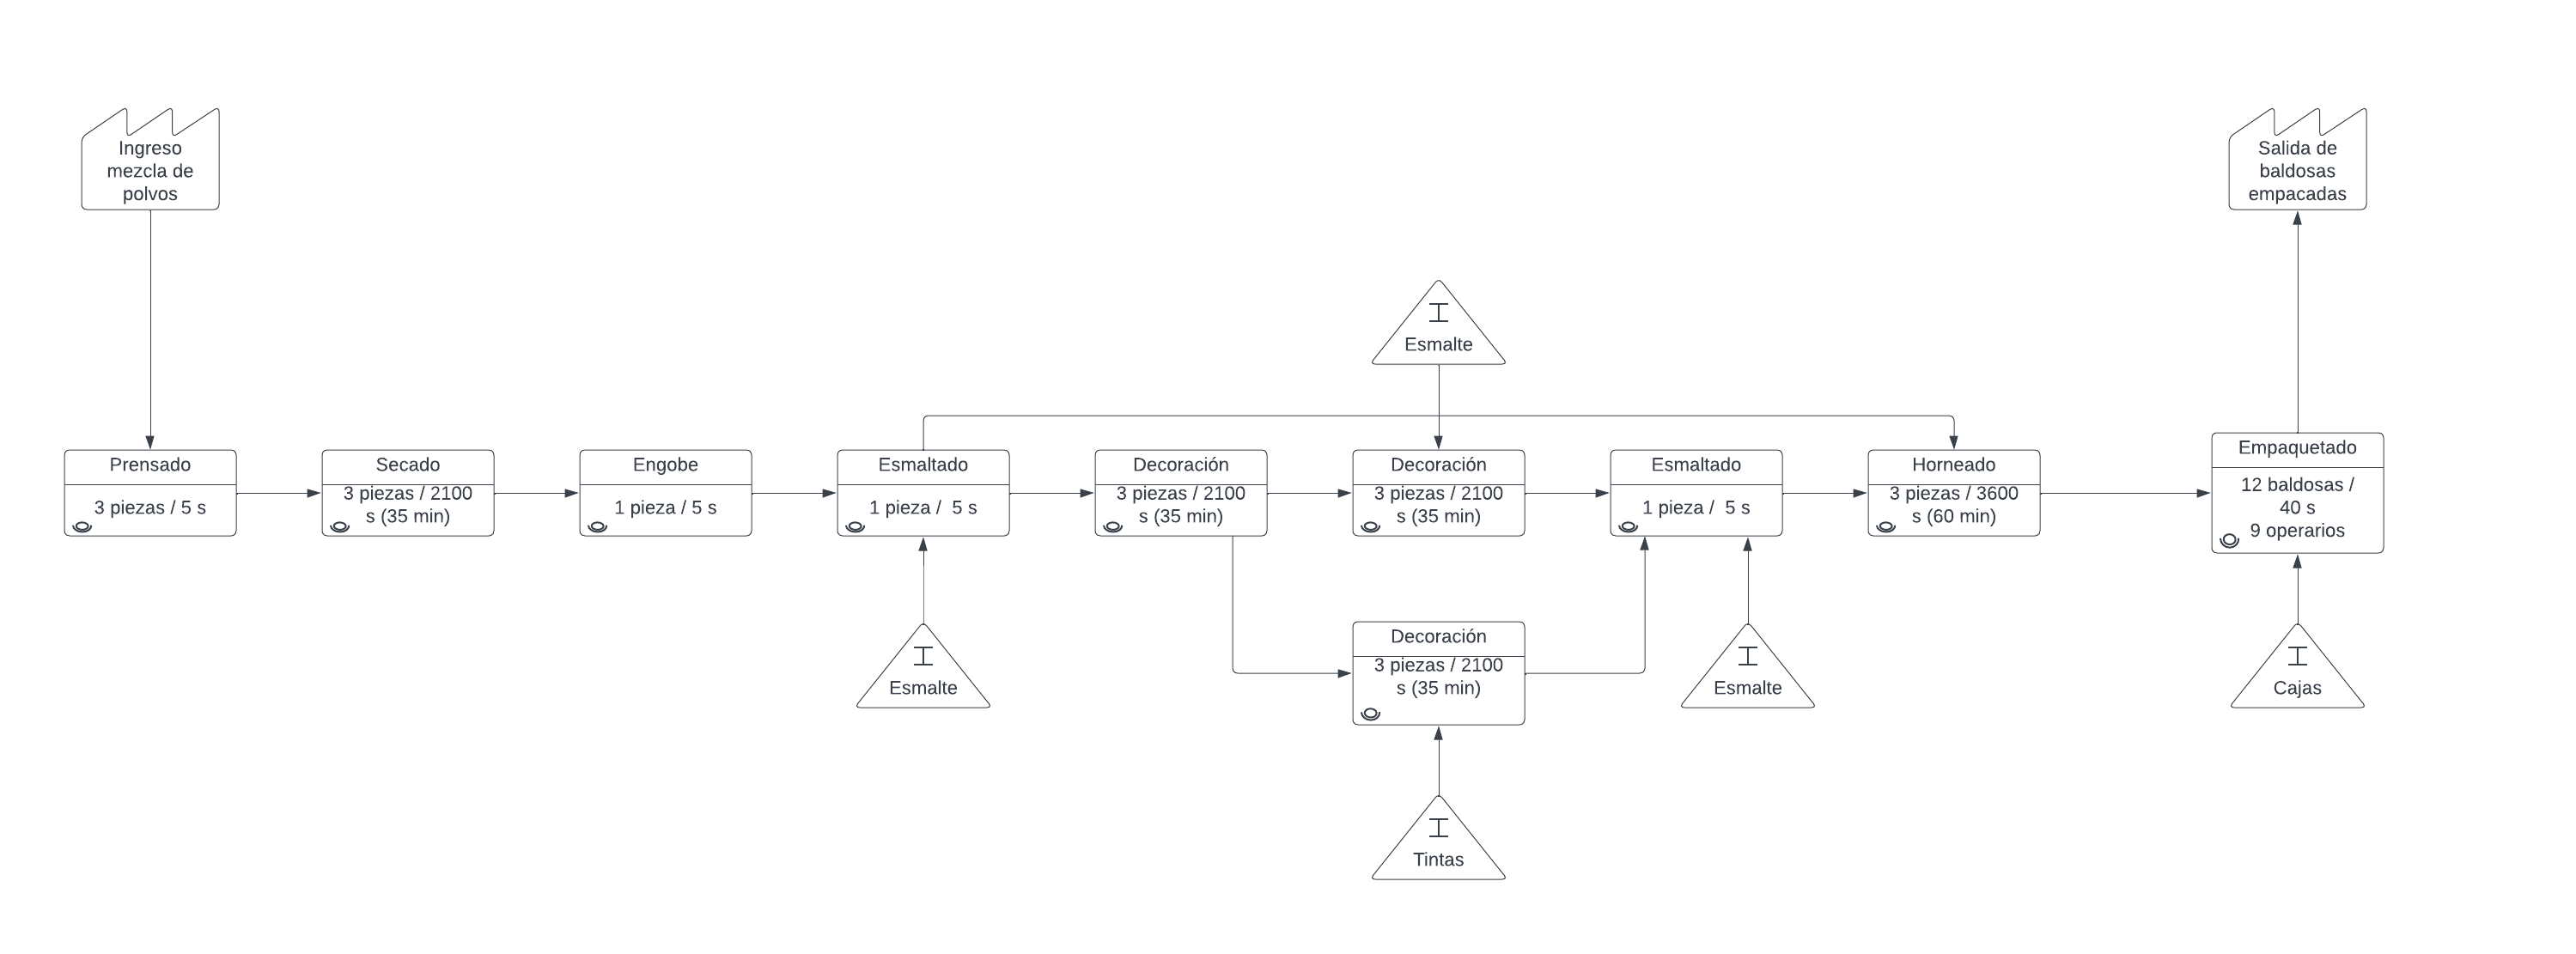 Ingreso
mezcla de
polvos
Salida de
baldosas
empacadas
I
Esmalte
Prensado
3 piezas / 5 s
Secado
3 piezas / 2100
s (35 min)
Engobe
1 pieza / 5 s
Esmaltado
1 pieza /  5 s
Decoración
3 piezas / 2100
s (35 min)
Decoración
3 piezas / 2100
s (35 min)
Esmaltado
1 pieza /  5 s
Horneado
3 piezas / 3600
s (60 min)
Empaquetado
12 baldosas /
40 s
9 operarios
I
Esmalte
Decoración
3 piezas / 2100
s (35 min)
I
Esmalte
I
Cajas
I
Tintas